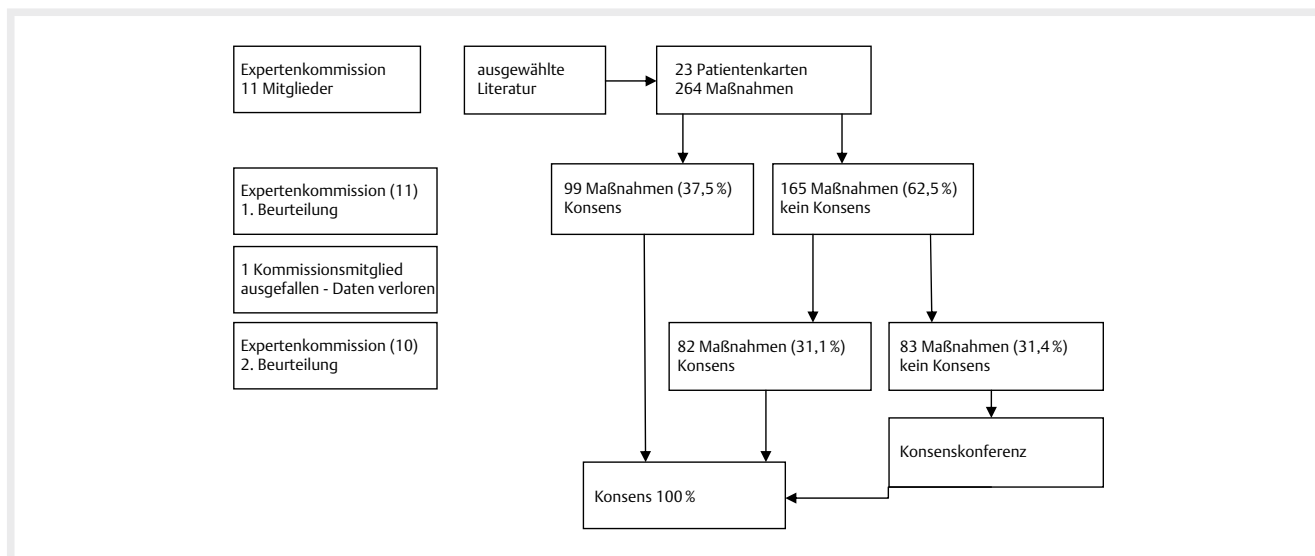 Expertenkommission
11 Mitglieder
ausgewählte
Literatur
23 Patientenkarten
264 Maßnahmen
Expertenkommission (11)
1. Beurteilung
99 Maßnahmen (37,5 %)
Konsens
165 Maßnahmen (62,5 %)
kein Konsens
1 Kommissionsmitglied
ausgefallen - Daten verloren
Expertenkommission (10)
2. Beurteilung
82 Maßnahmen (31,1 %)
Konsens
83 Maßnahmen (31,4 %)
kein Konsens
Konsenskonferenz
Konsens 100 %